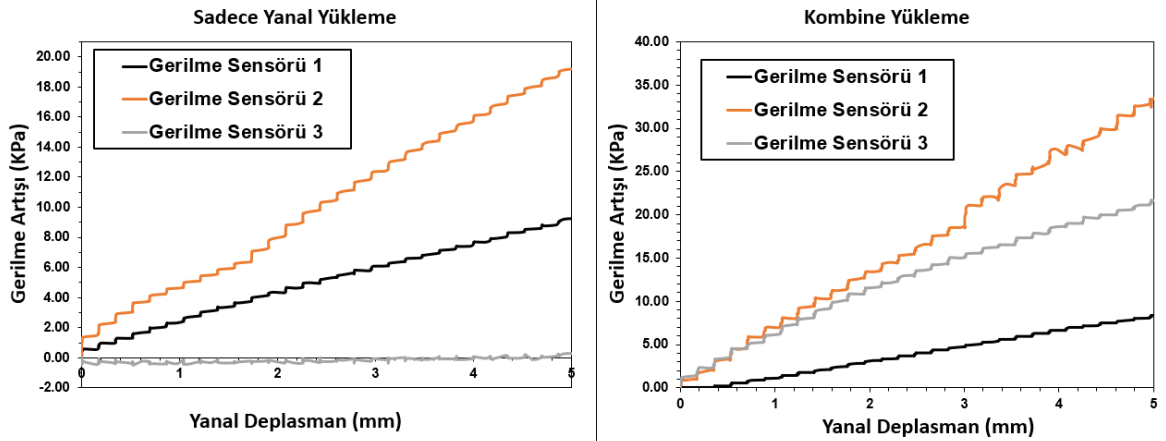 Sadece Yanal Yükleme
Gerilme Artışı (KPa)
20.00
18.00
16.00
14.00
12.00
10.00
8.00
6.00
4.00
2.00
0.00
-2.00
Gerilme Sensörü 1
Gerilme Sensörü 2
Gerilme Sensörü 3
0 1 2 3 4 5
Yanal Deplasman (mm)
Kombine Yükleme
Gerilme Artışı (KPa)
40.00
35.00
30.00
25.00
20.00
15.00
10.00
5.00
0.00
Gerilme Sensörü 1
Gerilme Sensörü 2
Gerilme Sensörü 3
0 1 2 3 4 5
Yanal Deplasman (mm)